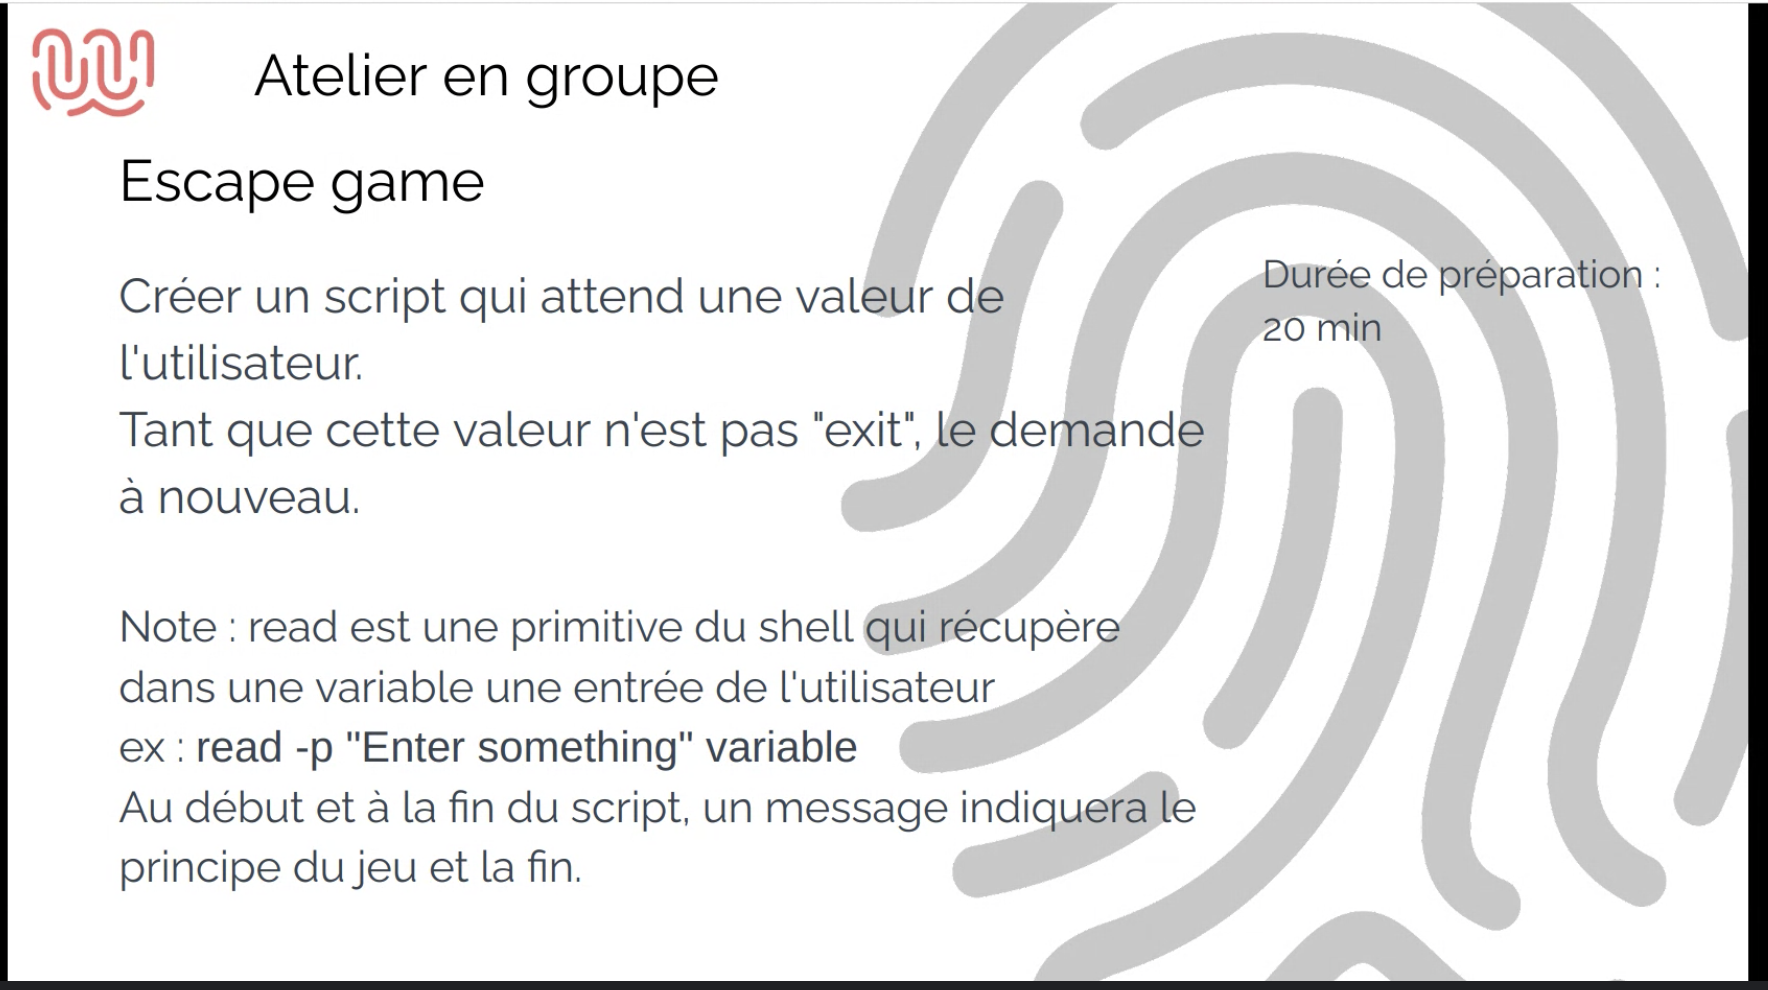 Atelier en groupe
Escape game
Créer un script qui attend une valeur de
l'utilisateur.
Tant que cette valeur n'est pas "exit", le demande
à nouveau.
Durée de préparation :
20 min
Note : read est une primitive du shell qui récupère
dans une variable une entrée de l'utilisateur
ex : read -p "Enter something" variable
Au début et à la fin du script, un message indiquera le
principe du jeu et la fin.